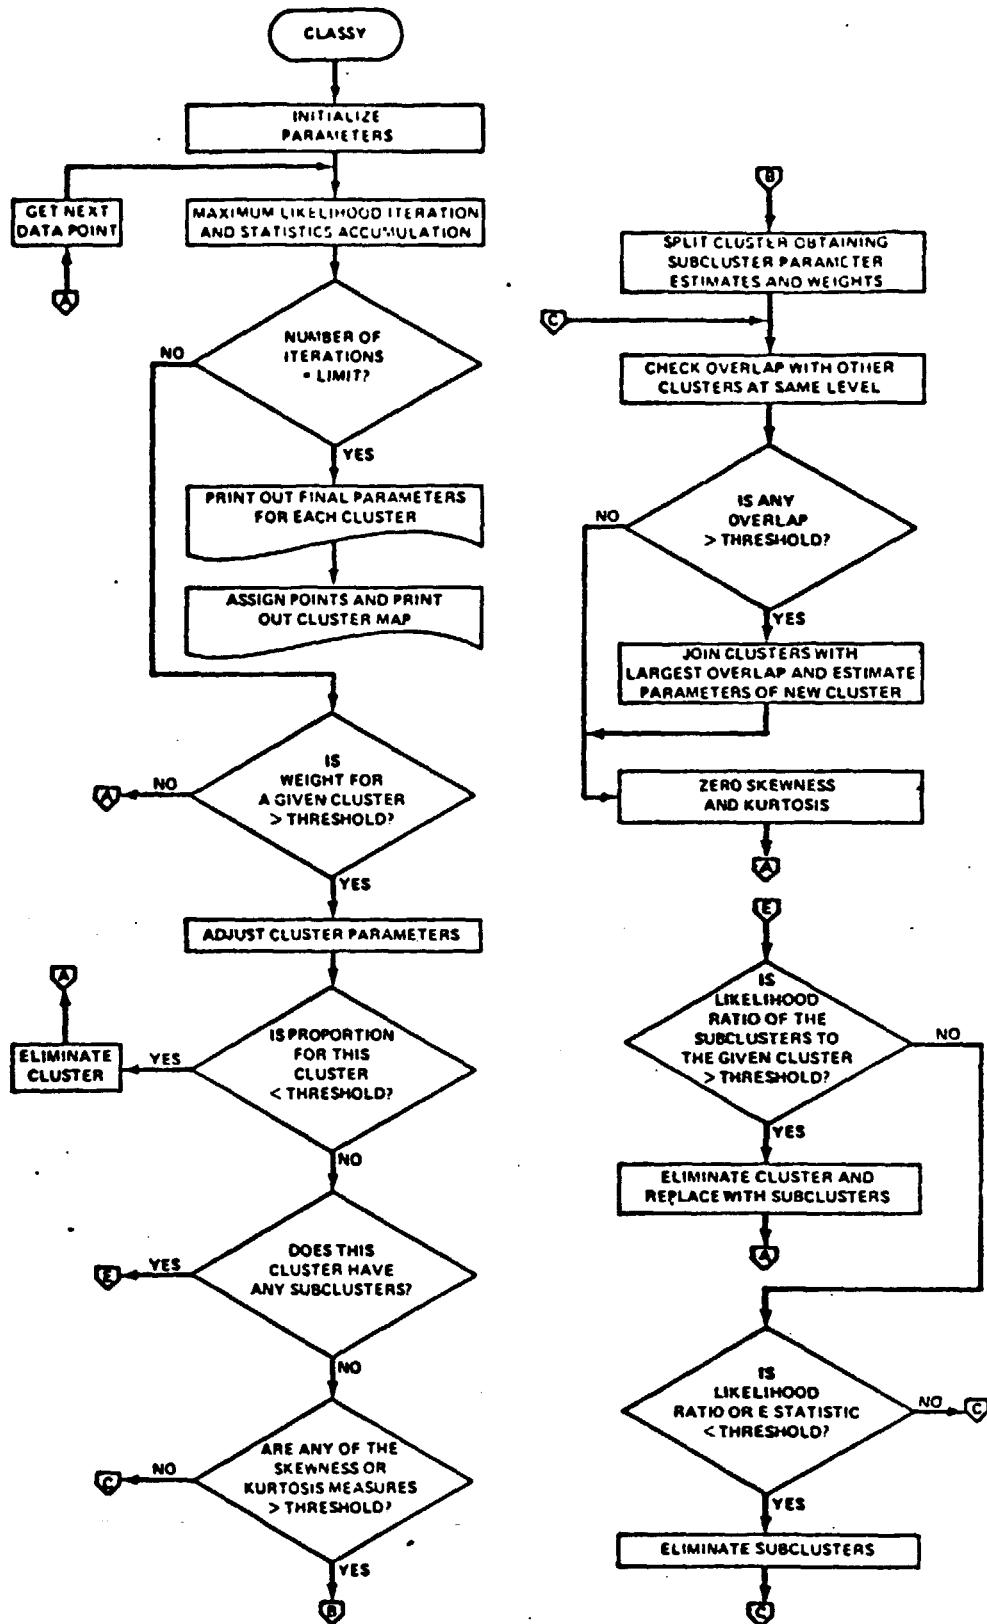 CLASSY
INITIALIZE
PARAMETERS
GET NEXT
DATA POINT
A
MAXIMUM LIKELIHOOD ITERATION
AND STATISTICS ACCUMULATION
NUMBER OF
ITERATIONS
= LIMIT?
NO
YES
PRINT OUT FINAL PARAMETERS
FOR EACH CLUSTER
ASSIGN POINTS AND PRINT
OUT CLUSTER MAP
IS
WEIGHT FOR
A GIVEN CLUSTER
> THRESHOLD?
NO
A
YES
ADJUST CLUSTER PARAMETERS
A
ELIMINATE
CLUSTER
YES
IS PROPORTION
FOR THIS
CLUSTER
< THRESHOLD?
NO
DOES THIS
CLUSTER HAVE
ANY SUBCLUSTERS?
YES
E
NO
ARE ANY OF THE
SKEWNESS OR
KURTOSIS MEASURES
> THRESHOLD?
NO
C
YES
B
B
SPLIT CLUSTER OBTAINING
SUBCLUSTER PARAMETER
ESTIMATES AND WEIGHTS
C
CHECK OVERLAP WITH OTHER
CLUSTERS AT SAME LEVEL
IS ANY
OVERLAP
> THRESHOLD?
NO
YES
JOIN CLUSTERS WITH
LARGEST OVERLAP AND ESTIMATE
PARAMETERS OF NEW CLUSTER
ZERO SKEWNESS
AND KURTOSIS
A
E
IS
LIKELIHOOD
RATIO OF THE
SUBCLUSTERS TO
THE GIVEN CLUSTER
> THRESHOLD?
NO
YES
ELIMINATE CLUSTER AND
REPLACE WITH SUBCLUSTERS
A
IS
LIKELIHOOD
RATIO OR E STATISTIC
< THRESHOLD?
NO
C
YES
ELIMINATE SUBCLUSTERS
C